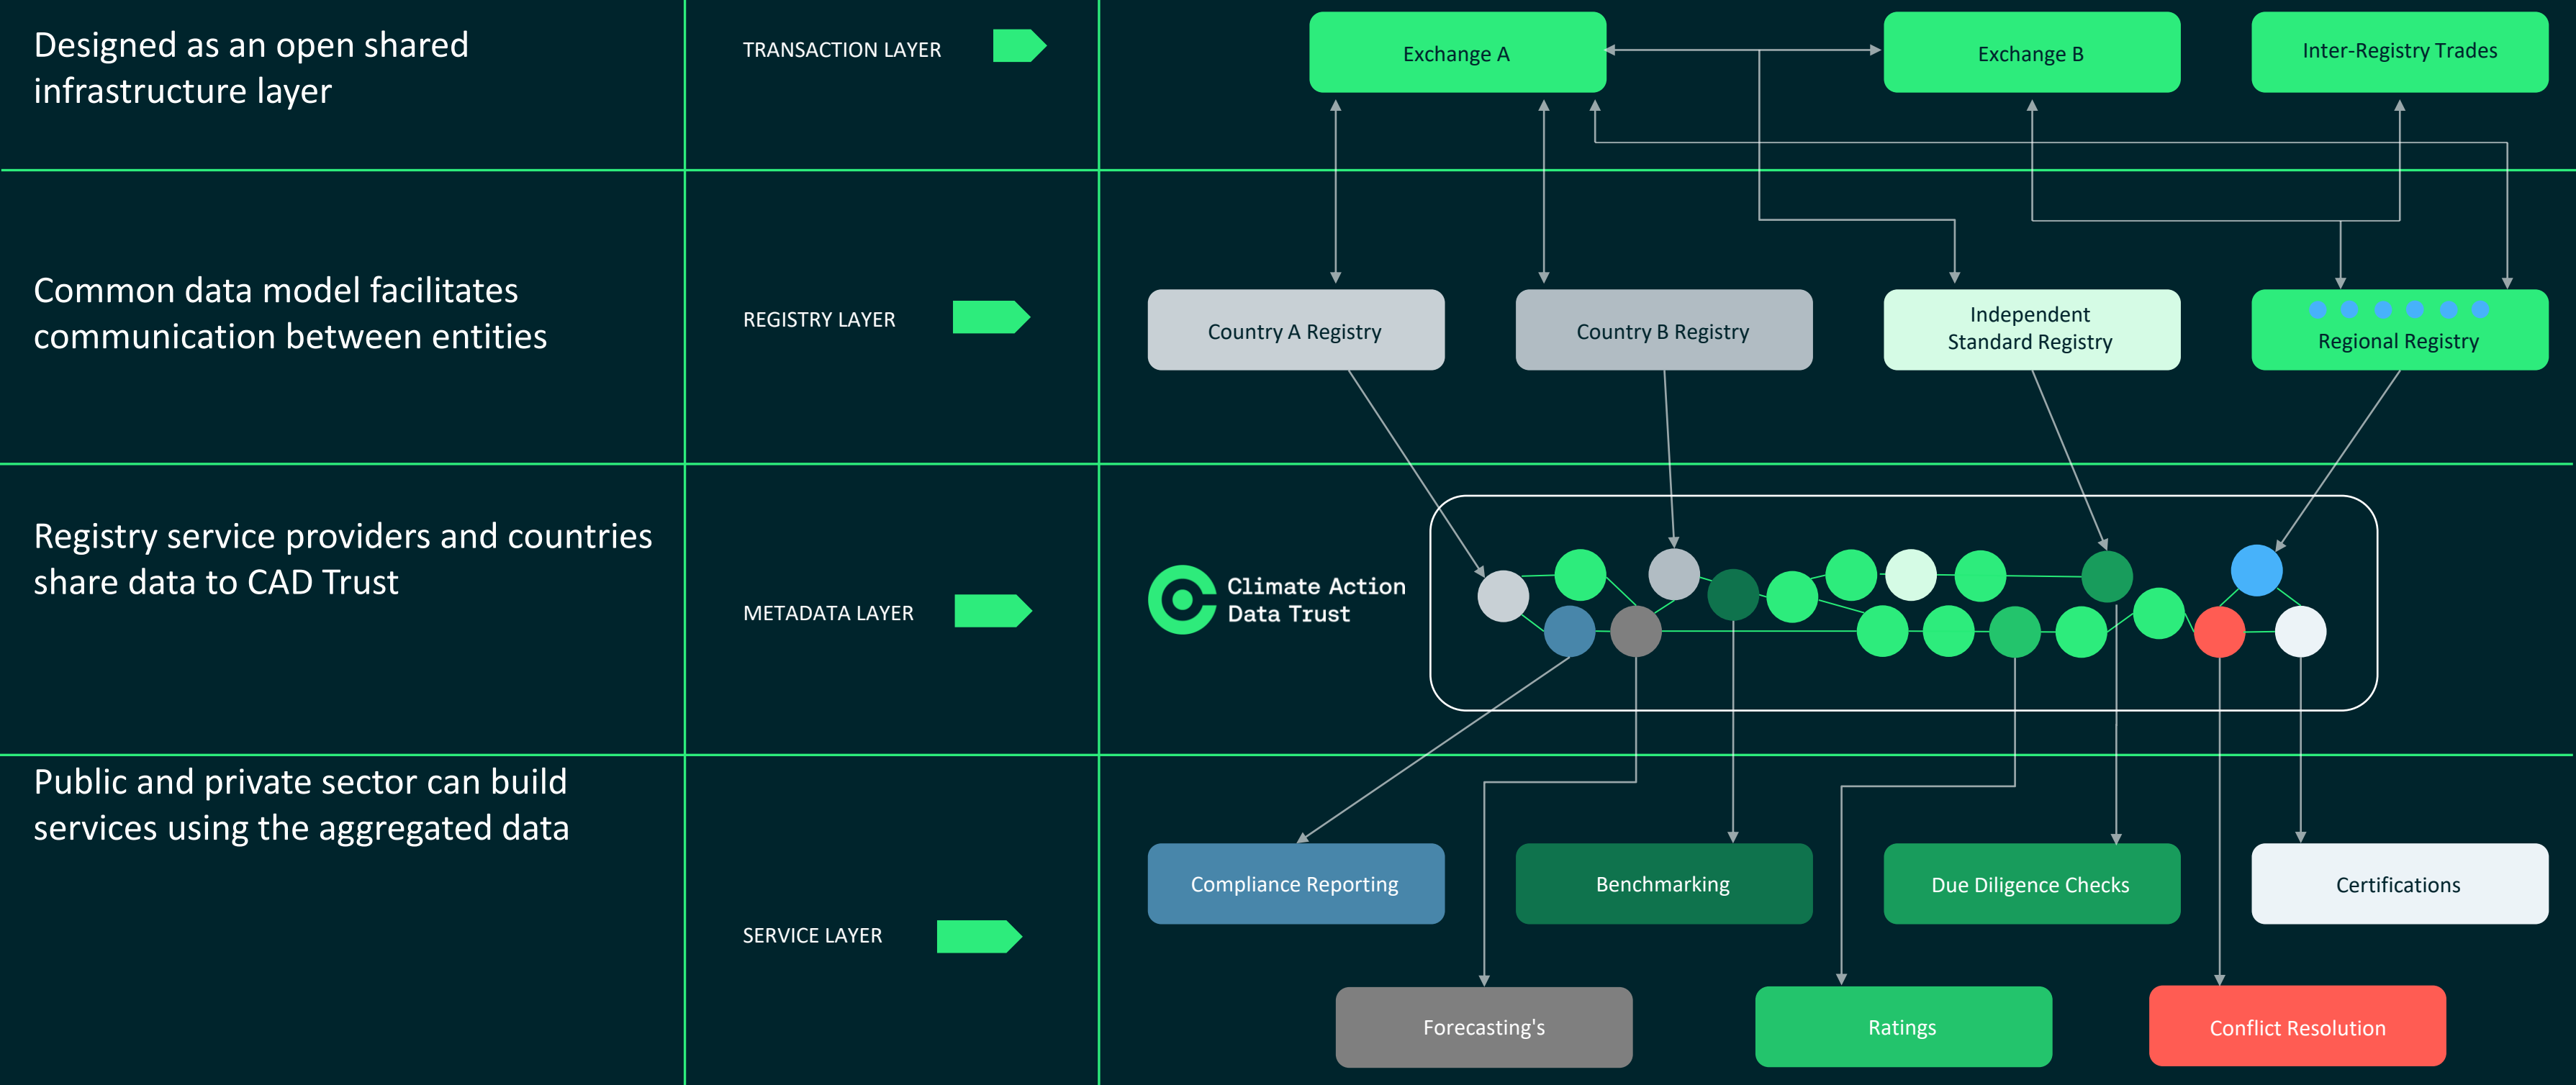 Designed as an open shared
infrastructure layer
TRANSACTION LAYER
Exchange A
Exchange B
Inter-Registry Trades
Common data model facilitates
communication between entities
REGISTRY LAYER
Country A Registry
Country B Registry
Independent
Standard Registry
Regional Registry
Registry service providers and countries
share data to CAD Trust
METADATA LAYER
Climate Action
Data Trust
Public and private sector can build
services using the aggregated data
SERVICE LAYER
Compliance Reporting
Benchmarking
Due Diligence Checks
Certifications
Forecasting's
Ratings
Conflict Resolution